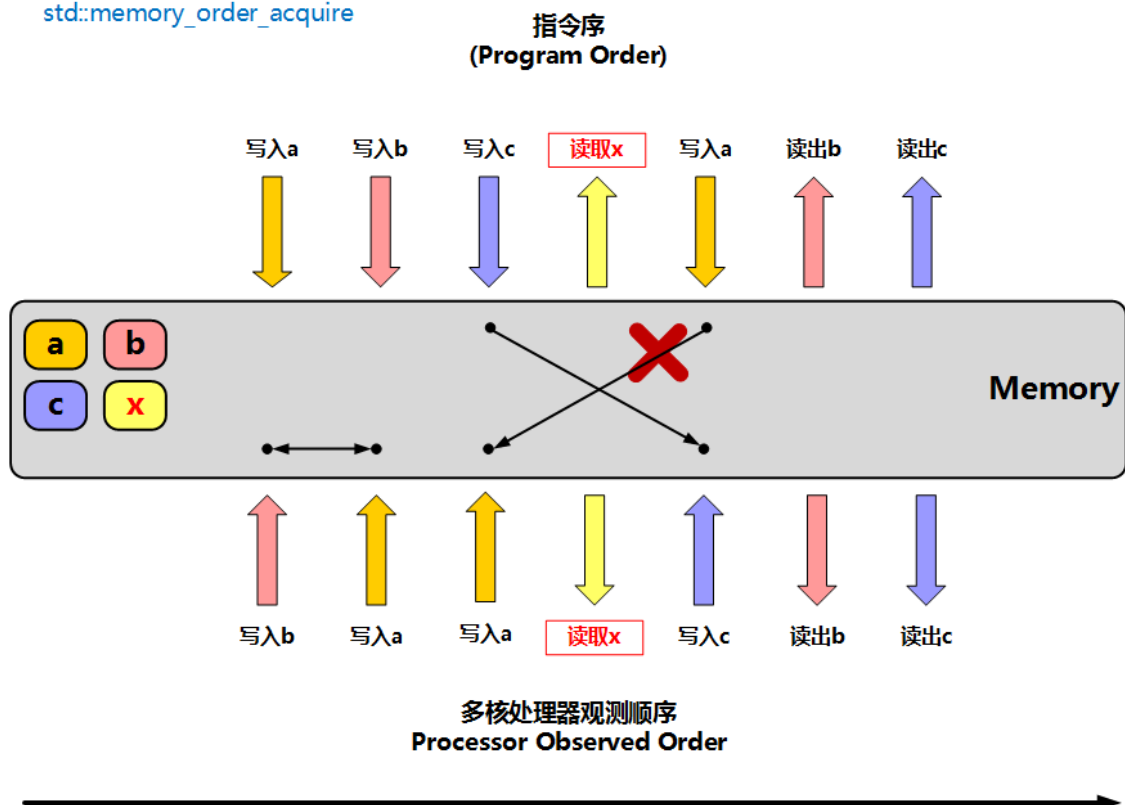 std::memory_order_acquire
指令序
(Program Order)
写入a
写入b
写入c
读取x
写入a
读出b
读出c
a
b
c
x
Memory
写入b
写入a
写入a
读取x
写入c
读出b
读出c
多核处理器观测顺序
Processor Observed Order